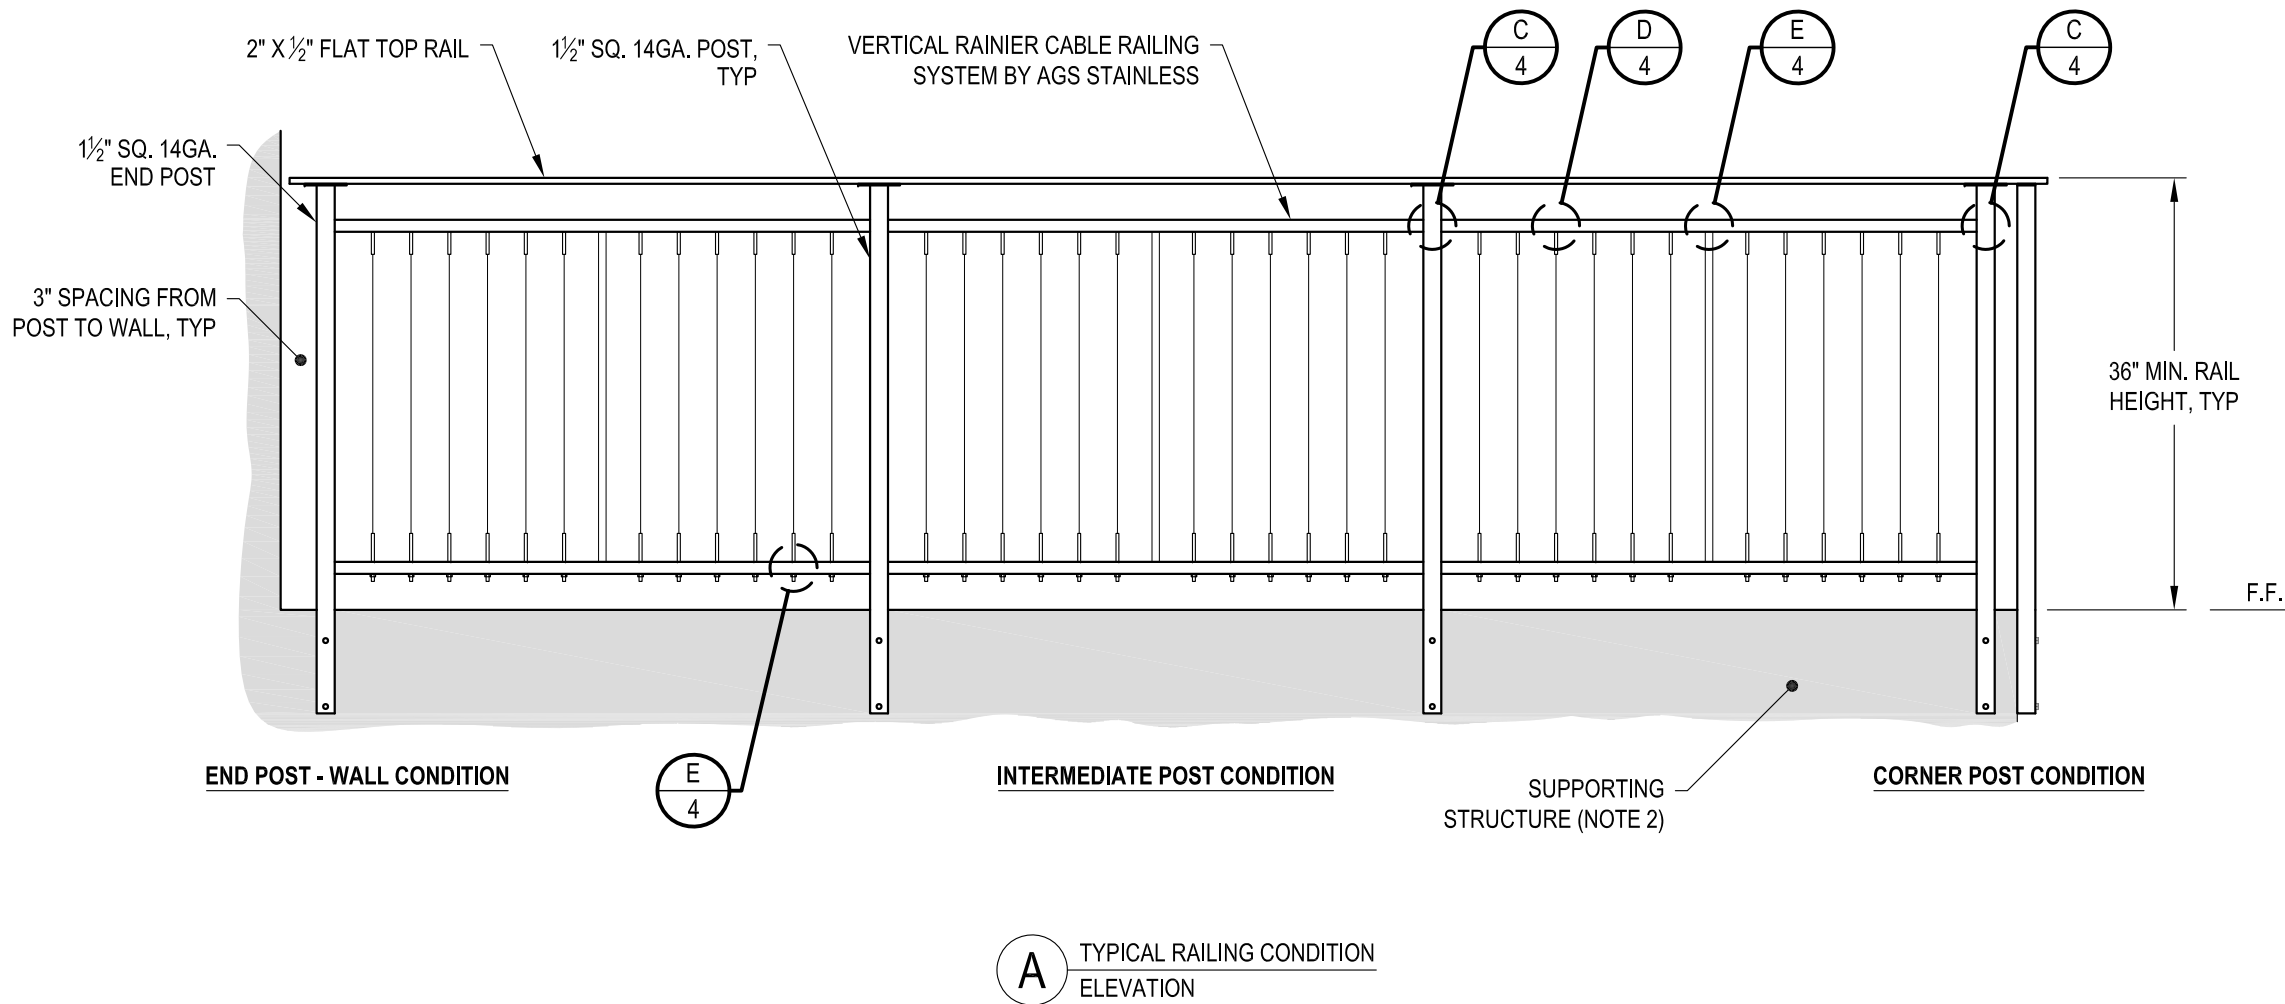 2" X ½" FLAT TOP RAIL
1½" SQ. 14GA. POST,
TYP
VERTICAL RAINIER CABLE RAILING
SYSTEM BY AGS STAINLESS
C
4
D
4
E
4
C
4
1½" SQ. 14GA.
END POST
3" SPACING FROM
POST TO WALL, TYP
36" MIN. RAIL
HEIGHT, TYP
F.F.
END POST - WALL CONDITION
E
4
INTERMEDIATE POST CONDITION
SUPPORTING
STRUCTURE (NOTE 2)
CORNER POST CONDITION
A
TYPICAL RAILING CONDITION
ELEVATION